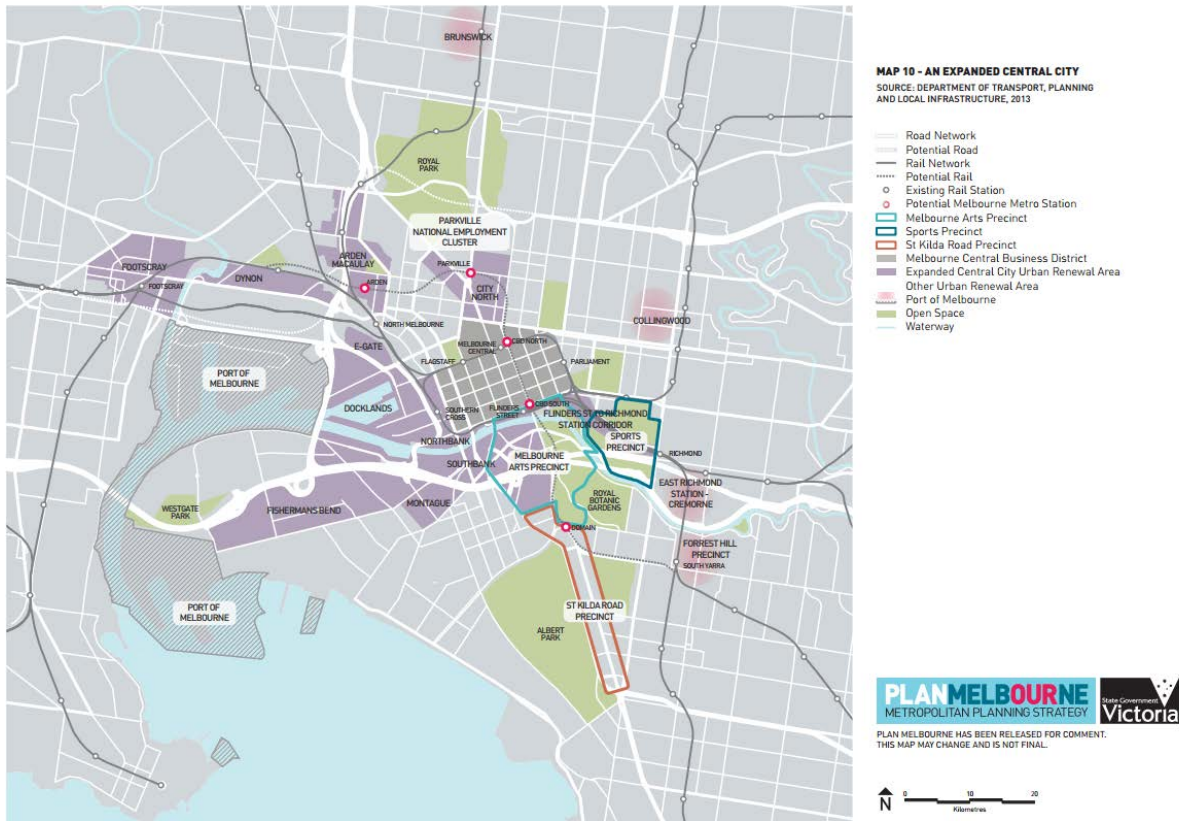 BRUNSWICK
ROYAL
PARK
PARKVILLE
NATIONAL EMPLOYMENT
CLUSTER
ARDEN
MACAULAY
PARKVILLE
FOOTSCRAY
FOOTSCRAY
DYNON
ARDEN
CITY
NORTH
NORTH MELBOURNE
COLLINGWOOD
E-GATE
MELBOURNE
CENTRAL
CBD NORTH
FLAGSTAFF
PARLIAMENT
PORT OF
MELBOURNE
DOCKLANDS
SOUTHERN
CROSS
FLINDERS
STREET
CBD SOUTH
FLINDERS ST TO RICHMOND
STATION CORRIDOR
SPORTS
PRECINCT
NORTHBANK
SOUTHBANK
MELBOURNE
ARTS PRECINCT
RICHMOND
EAST RICHMOND
STATION -
CREMORNE
ROYAL
BOTANIC
GARDENS
MONTAGUE
WESTGATE
PARK
FISHERMANS BEND
DOMAIN
FORREST HILL
PRECINCT
SOUTH YARRA
PORT OF
MELBOURNE
ST KILDA ROAD
PRECINCT
ALBERT
PARK
MAP 10 - AN EXPANDED CENTRAL CITY
SOURCE: DEPARTMENT OF TRANSPORT, PLANNING
AND LOCAL INFRASTRUCTURE, 2013
Road Network
Potential Road
Rail Network
Potential Rail
Existing Rail Station
Potential Melbourne Metro Station
Melbourne Arts Precinct
Sports Precinct
St Kilda Road Precinct
Melbourne Central Business District
Expanded Central City Urban Renewal Area
Other Urban Renewal Area
Port of Melbourne
Open Space
Waterway
PLANMELBOURNE
METROPOLITAN PLANNING STRATEGY
State Government
Victoria
PLAN MELBOURNE HAS BEEN RELEASED FOR COMMENT.
THIS MAP MAY CHANGE AND IS NOT FINAL.
N
0 10 20
Kilometres